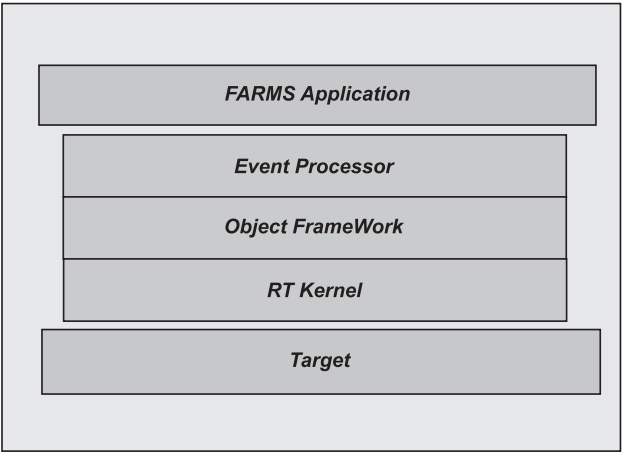 FARMS Application
Event Processor
Object FrameWork
RT Kernel
Target